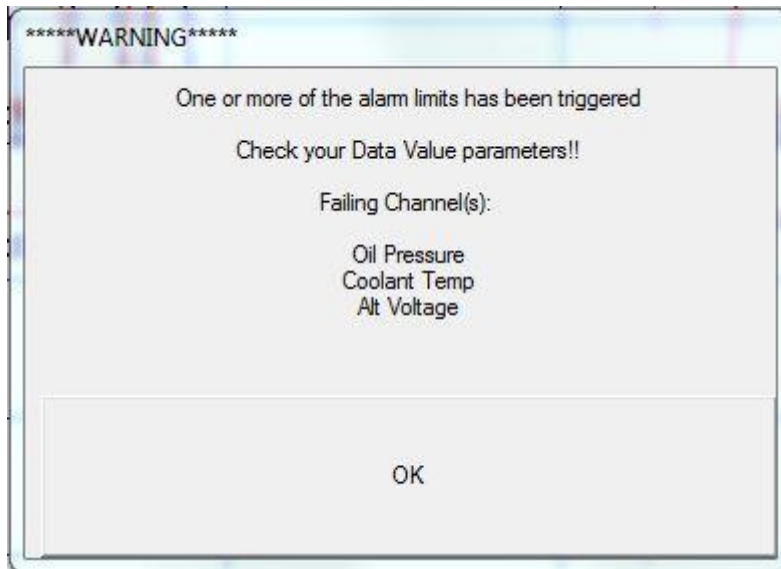 *****WARNING*****
One or more of the alarm limits has been triggered
Check your Data Value parameters!!
Failing Channel(s):
Oil Pressure
Coolant Temp
Alt Voltage
OK